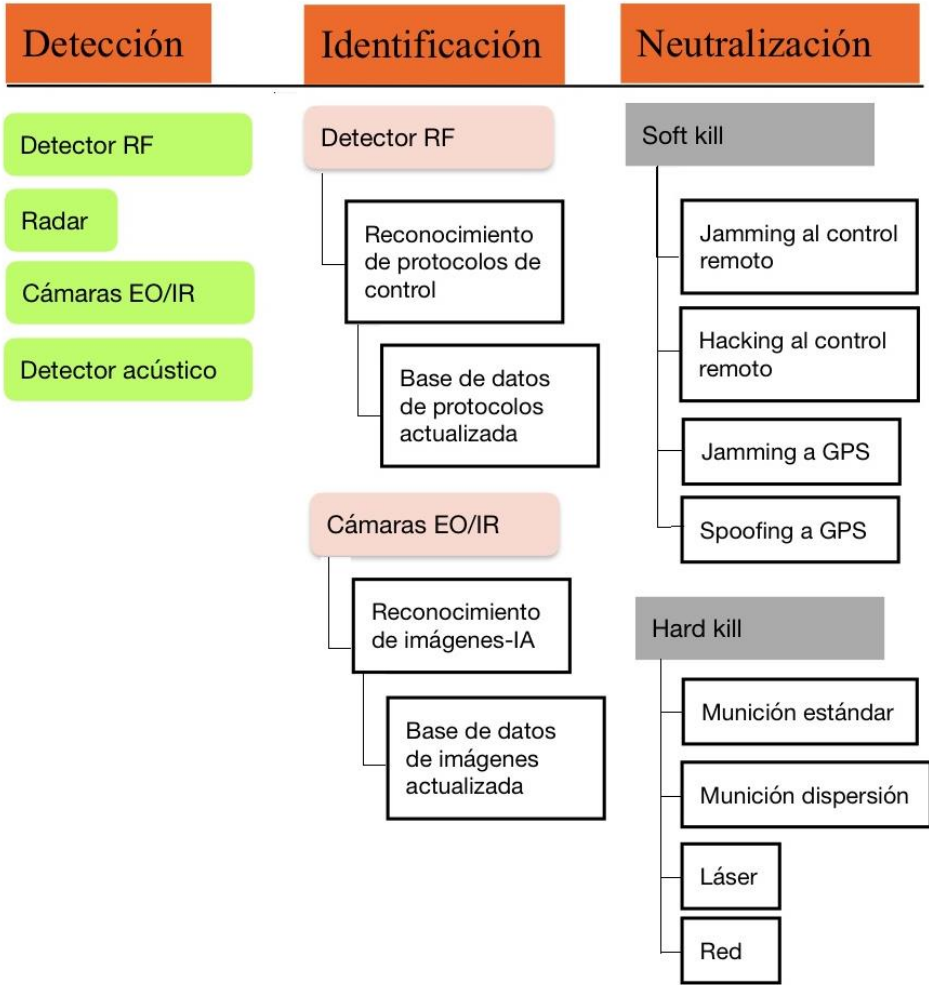 Detección
Detector RF
Radar
Cámaras EO/IR
Detector acústico
Identificación
Detector RF
Reconocimiento
de protocolos de
control
Base de datos
de protocolos
actualizada
Cámaras EO/IR
Reconocimiento
de imágenes-IA
Base de datos
de imágenes
actualizada
Neutralización
Soft kill
Jamming al control
remoto
Hacking al control
remoto
Jamming a GPS
Spoofing a GPS
Hard kill
Munición estándar
Munición dispersión
Láser
Red